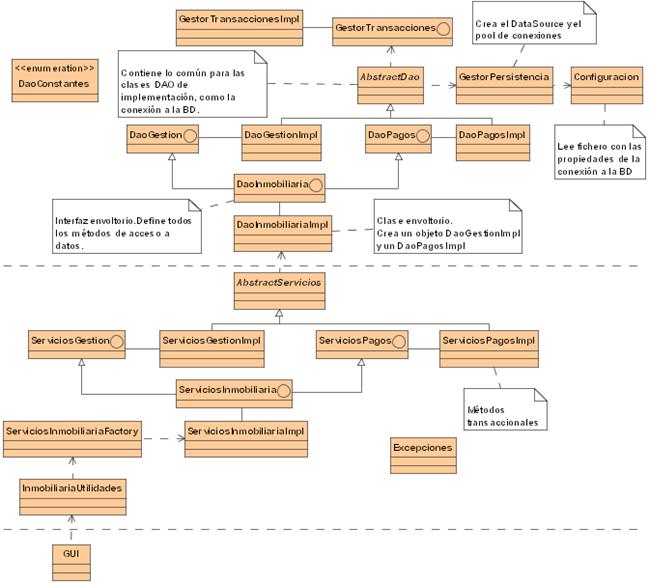 GestorTransaccionesImpl
GestorTransacciones
Crea el DataSource y el
pool de conexiones
<<enumeration>>
DaoConstantes
Contiene lo común para las
clases DAO de
implementación, como la
conexión a la BD.
AbstractDao
GestorPersistencia
Configuracion
DaoGestion
DaoGestionImpl
DaoPagos
DaoPagosImpl
Lee fichero con las
propiedades de la
conexión a la BD
DaoInmobiliaria
Interfaz envoltorio.Define todos
los métodos de acceso a
datos.
DaoInmobiliariaImpl
Clase envoltorio.
Crea un objeto DaoGestionImpl
y un DaoPagosImpl
AbstractServicios
ServiciosGestion
ServiciosGestionImpl
ServiciosPagos
ServiciosPagosImpl
ServiciosInmobiliaria
Métodos
transaccionales
ServiciosInmobiliariaFactory
ServiciosInmobiliariaImpl
Excepciones
InmobiliariaUtilidades
GUI